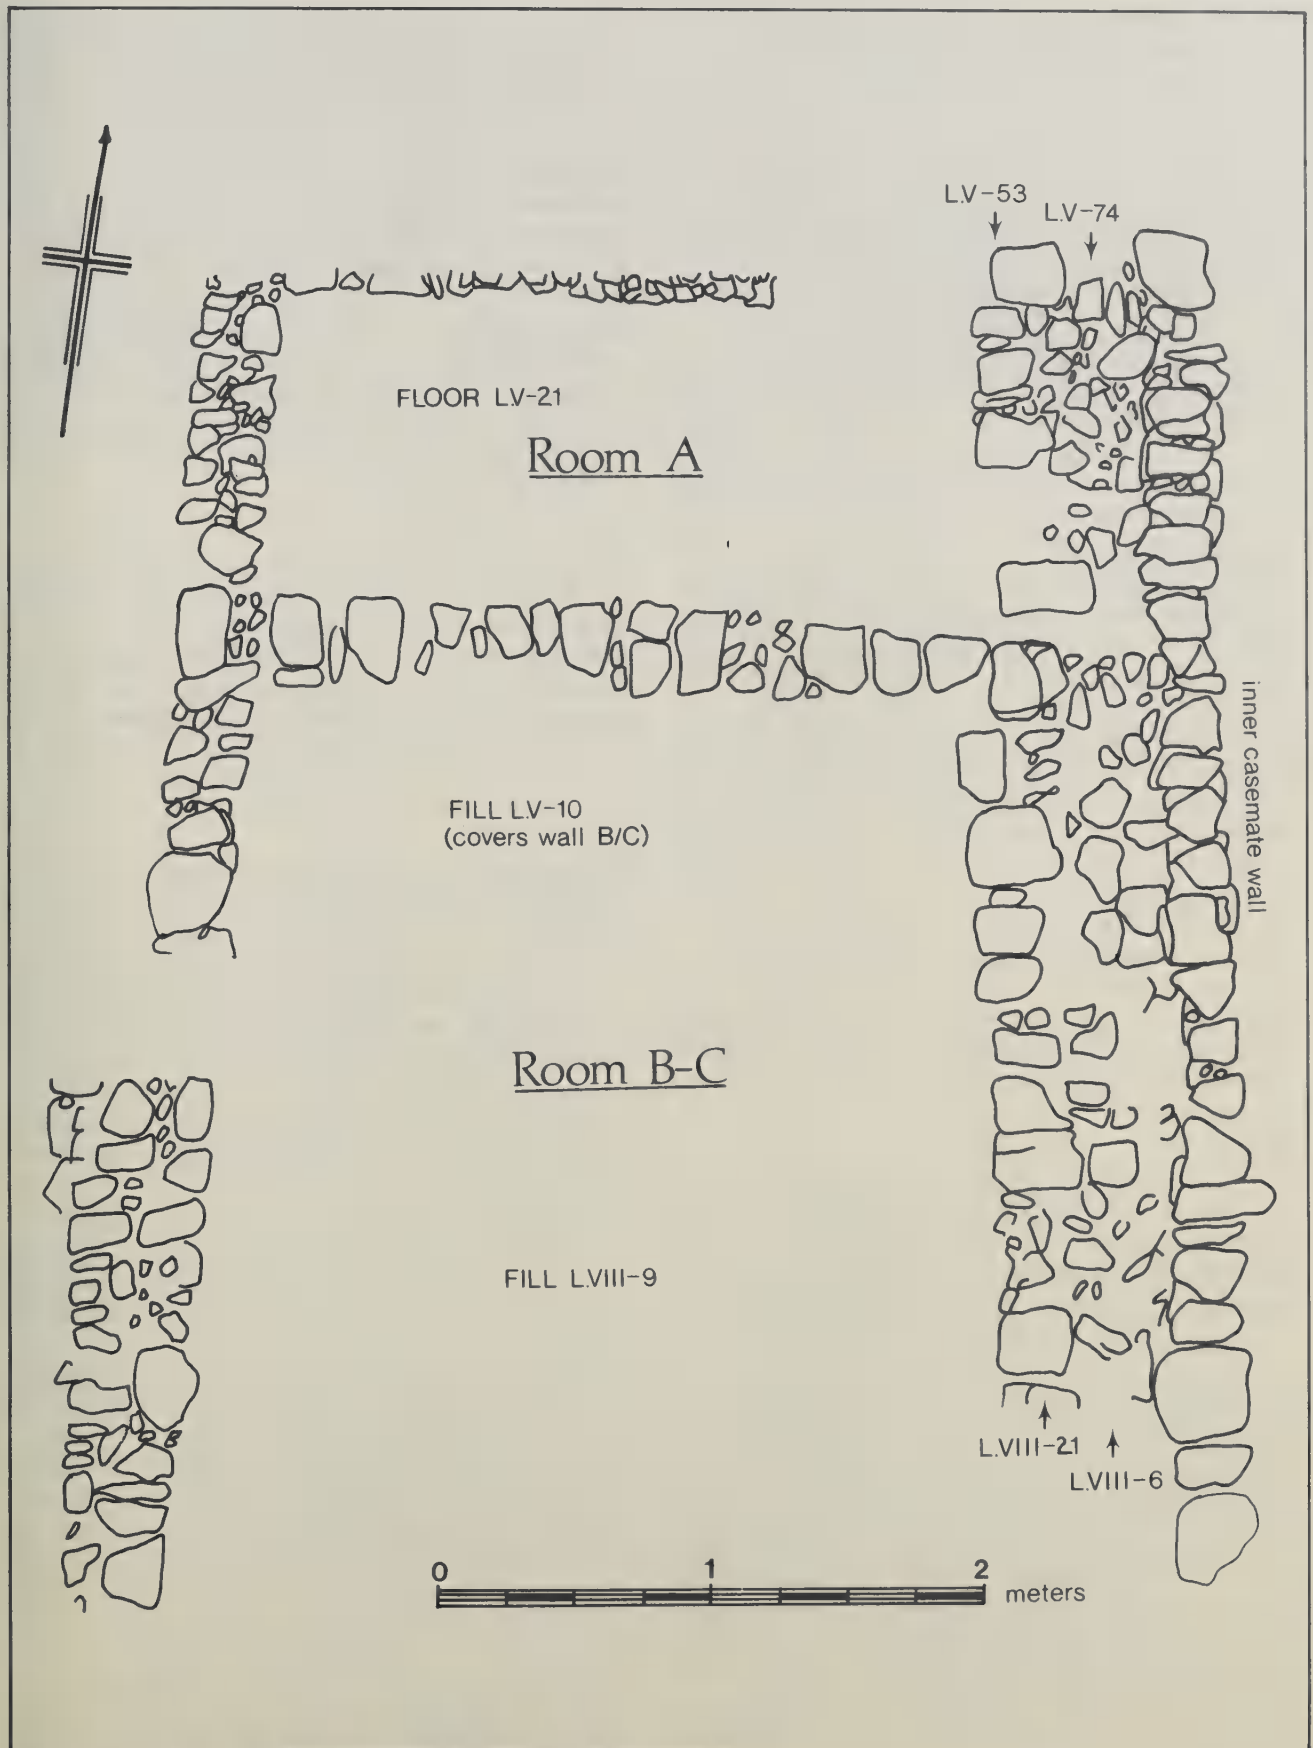 L.V-53
L.V-74
FLOOR L.V-21
Room A
inner casemate wall
FILL L.V-10
(covers wall B/C)
Room B-C
FILL L.VIII-9
L.VIII-21
L.VIII-6
0 1 2
meters